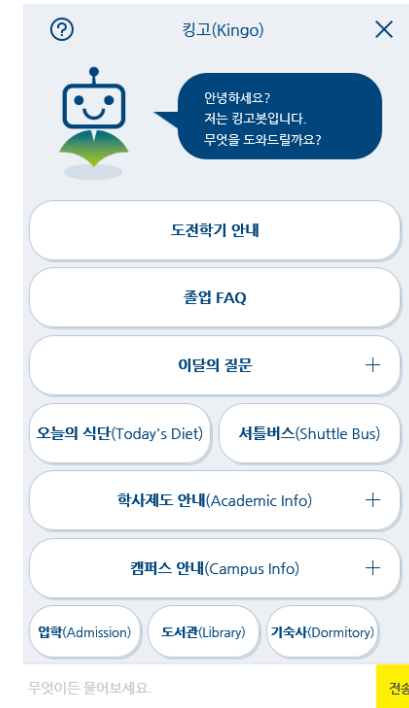 킹고(Kingo)
안녕하세요?
저는 킹고봇입니다.
무엇을 도와드릴까요?
도전학기 안내
졸업 FAQ
이달의 질문
오늘의 식단(Today's Diet)
셔틀버스(Shuttle Bus)
학사제도 안내(Academic Info)
캠퍼스 안내(Campus Info)
입학(Admission)
도서관(Library)
기숙사(Dormitory)
무엇이든 물어보세요.
전송